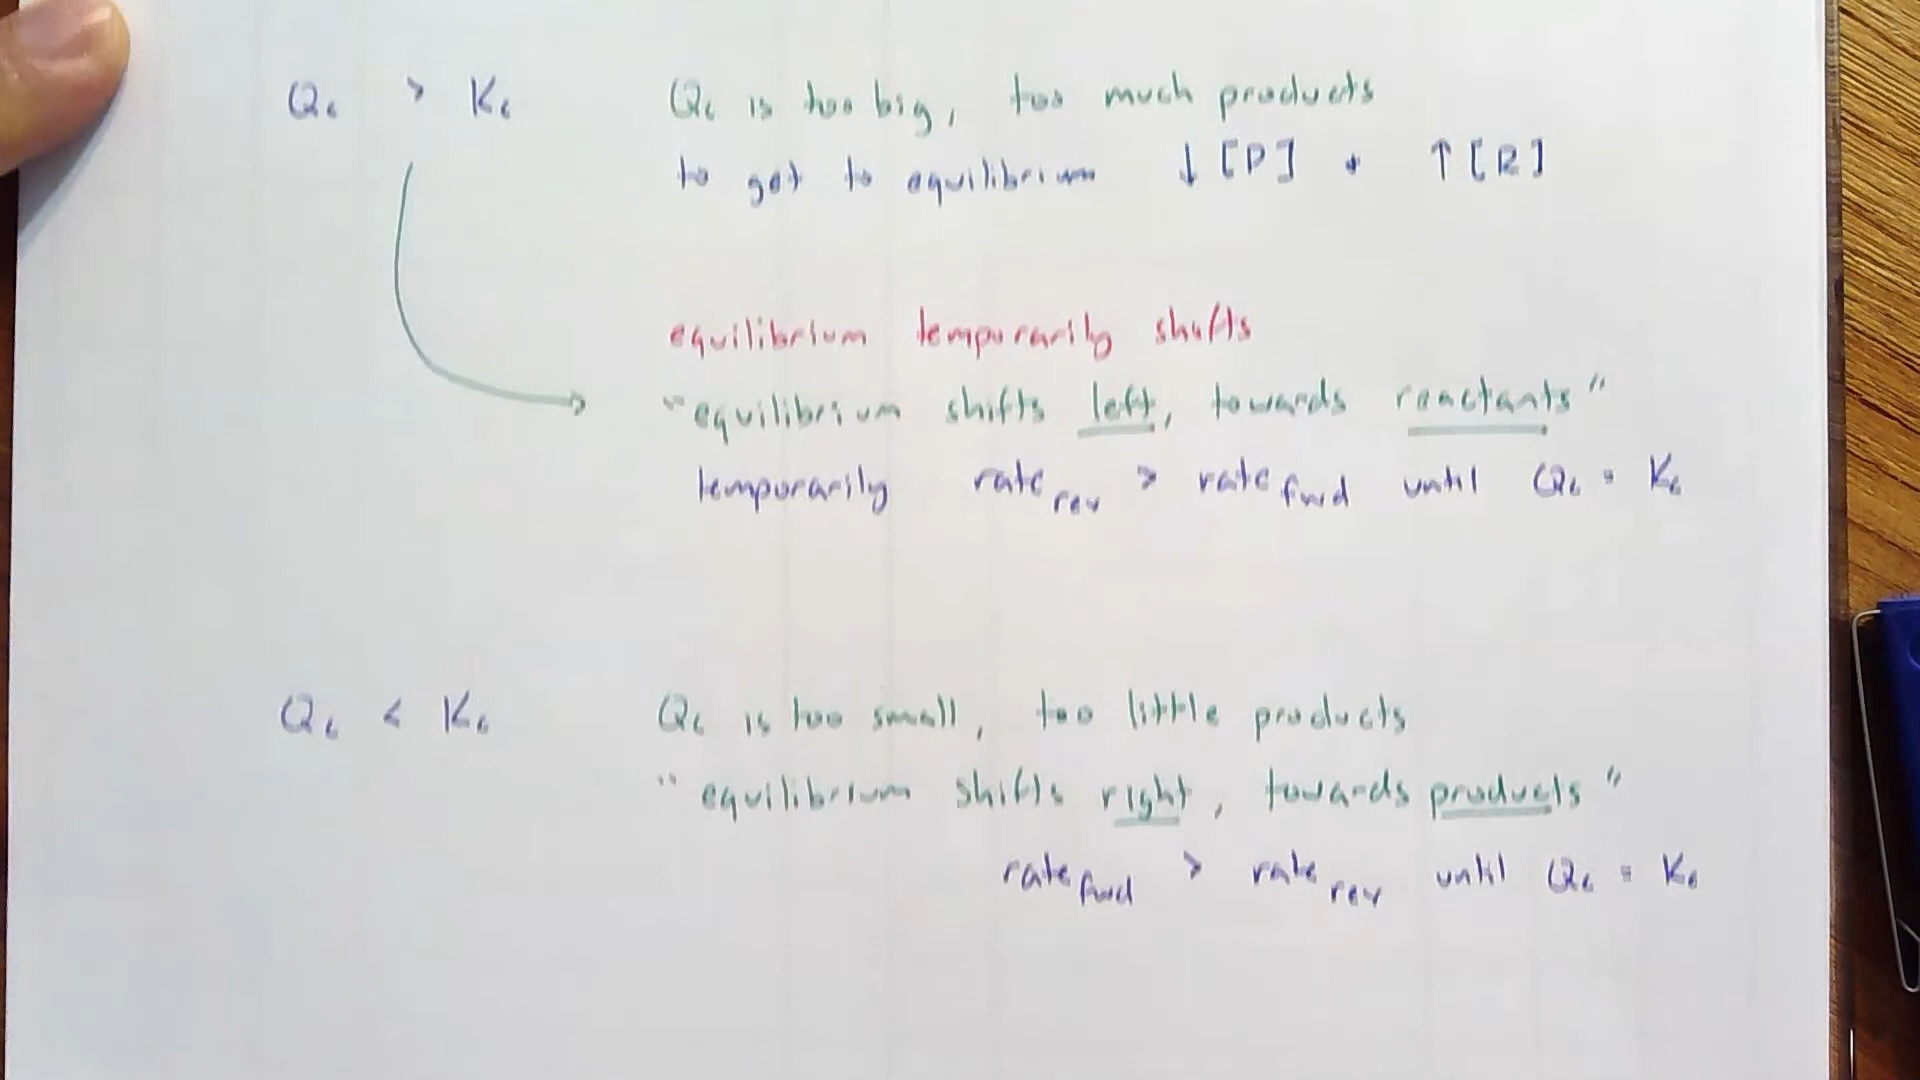 Qc > Kc Qc is too big, too much products
to get to equilibrium ↓ [P] + ↑ [R]
equilibrium temporarily shifts
"equilibrium shifts left, towards reactants"
temporarily rate rev > rate fwd until Qc = Kc
Qc < Kc Qc is too small, too little products
"equilibrium shifts right, towards products"
rate fwd > rate rev until Qc = Kc